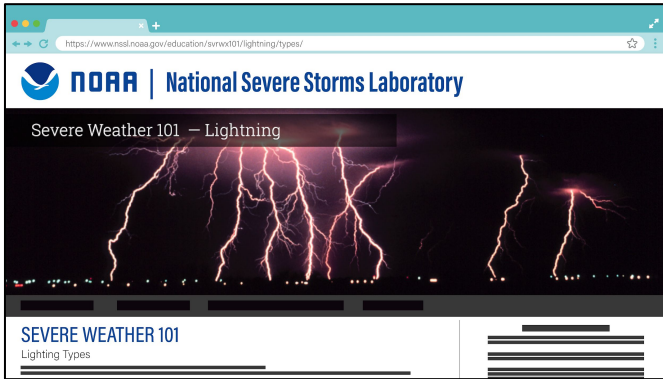 https://www.nssl.noaa.gov/education/svrwx101/lightning/types/
NOAA | National Severe Storms Laboratory
Severe Weather 101 — Lightning
SEVERE WEATHER 101
Lighting Types